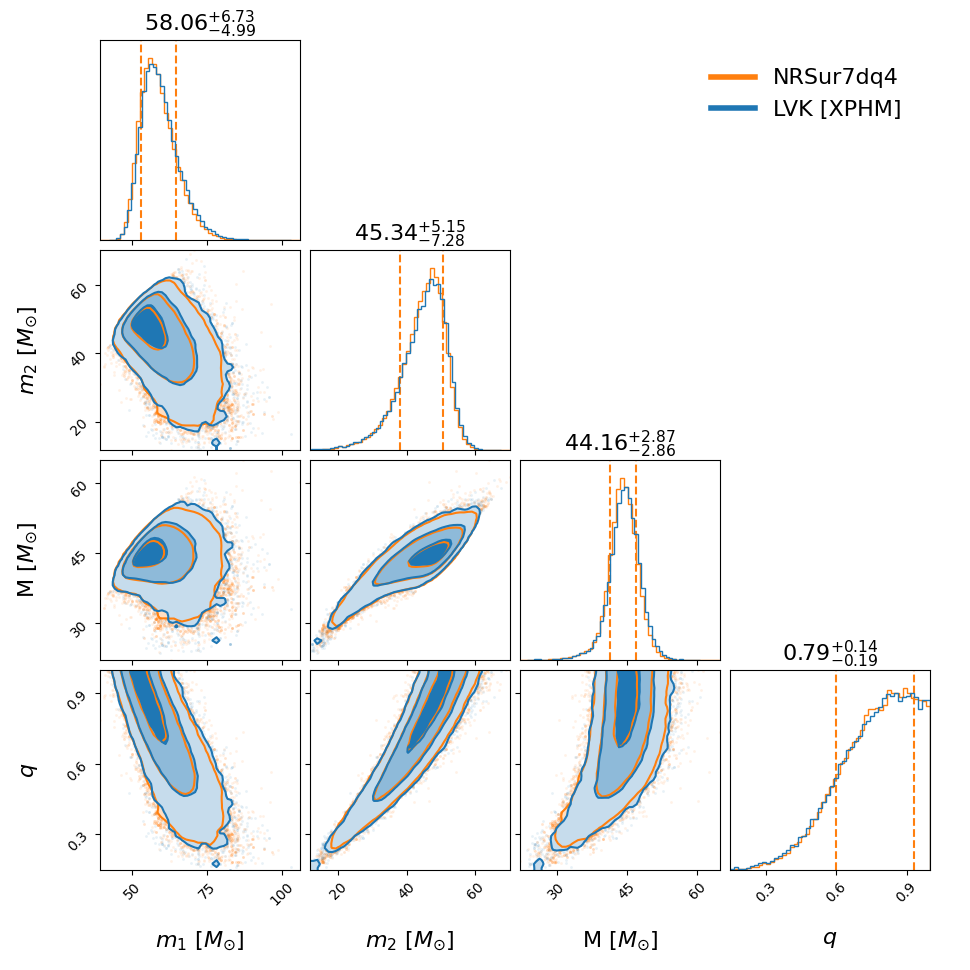 58.06^{+6.73}_{-4.99}
NRSur7dq4
LVK [XPHM]
45.34^{+5.15}_{-7.28}
m_2 [M_⊙]
60
40
20
44.16^{+2.87}_{-2.86}
M [M_⊙]
60
45
30
0.79^{+0.14}_{-0.19}
q
0.9
0.6
0.3
50 75 100 20 40 60 30 45 60 0.3 0.6 0.9
m_1 [M_⊙] m_2 [M_⊙] M [M_⊙] q